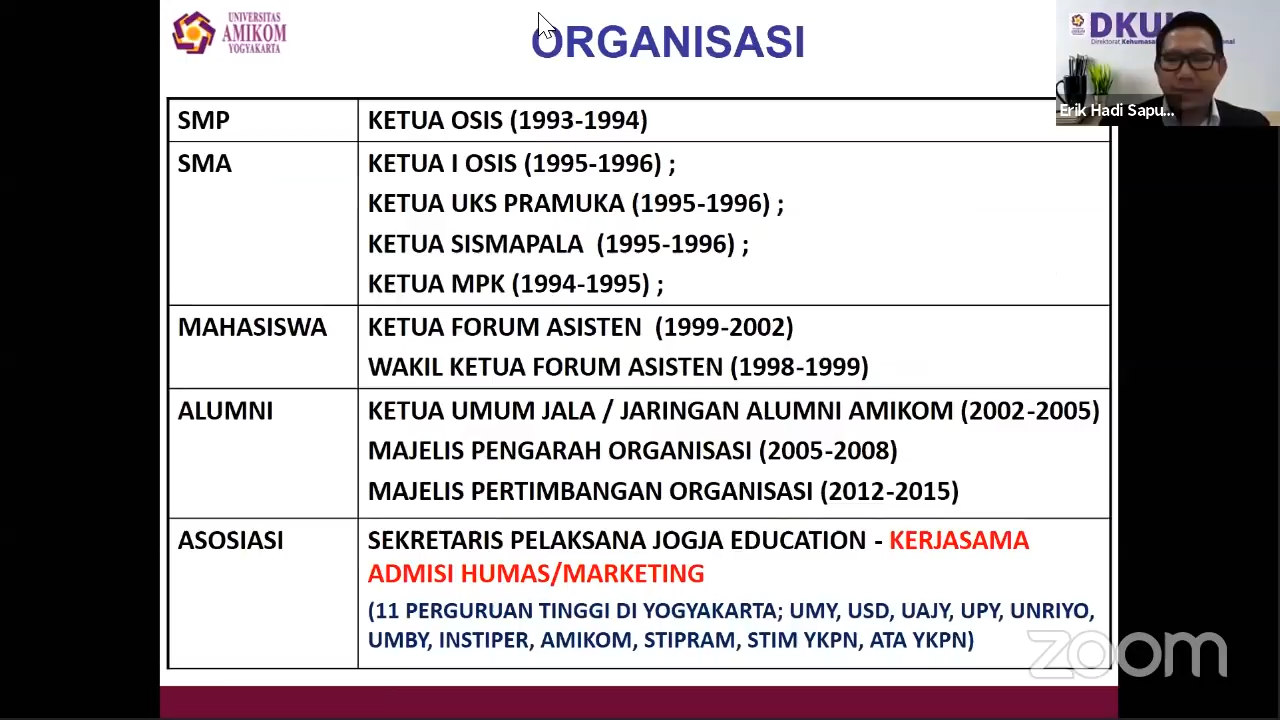 UNIVERSITAS
AMIKOM
YOGYAKARTA
ORGANISASI
DKUI
Direktorat Kehumasan
Erik Hadi Sapu...
SMP
KETUA OSIS (1993-1994)
SMA
KETUA I OSIS (1995-1996) ;
KETUA UKS PRAMUKA (1995-1996) ;
KETUA SISMAPALA (1995-1996) ;
KETUA MPK (1994-1995) ;
MAHASISWA
KETUA FORUM ASISTEN (1999-2002)
WAKIL KETUA FORUM ASISTEN (1998-1999)
ALUMNI
KETUA UMUM JALA / JARINGAN ALUMNI AMIKOM (2002-2005)
MAJELIS PENGARAH ORGANISASI (2005-2008)
MAJELIS PERTIMBANGAN ORGANISASI (2012-2015)
ASOSIASI
SEKRETARIS PELAKSANA JOGJA EDUCATION - KERJASAMA
ADMISI HUMAS/MARKETING
(11 PERGURUAN TINGGI DI YOGYAKARTA; UMY, USD, UAJY, UPY, UNRIYO,
UMBY, INSTIPER, AMIKOM, STIPRAM, STIM YKPN, ATA YKPN)
zoom